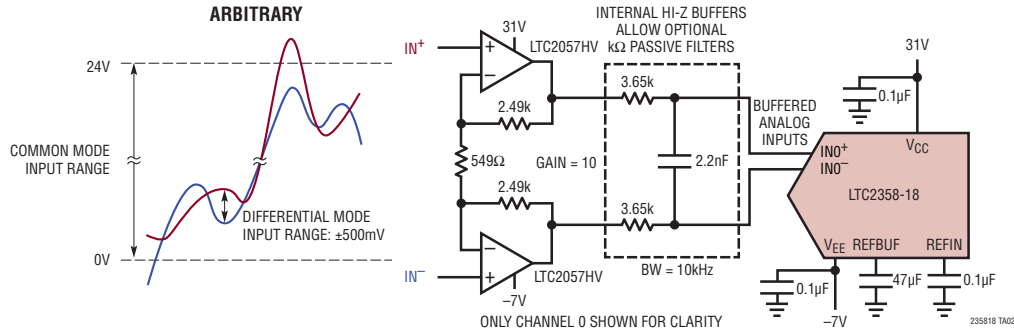 ARBITRARY
24V
COMMON MODE
INPUT RANGE
DIFFERENTIAL MODE
INPUT RANGE: ±500mV
0V
IN+
31V
LTC2057HV
2.49k
549Ω
GAIN = 10
2.49k
IN−
LTC2057HV
−7V
INTERNAL HI-Z BUFFERS
ALLOW OPTIONAL
kΩ PASSIVE FILTERS
3.65k
2.2nF
3.65k
BW = 10kHz
BUFFERED
ANALOG
INPUTS
31V
0.1µF
VCC
IN0+
IN0−
LTC2358-18
VEE
REFBUF
REFIN
0.1µF
47µF
0.1µF
−7V
ONLY CHANNEL 0 SHOWN FOR CLARITY
235818 TA02